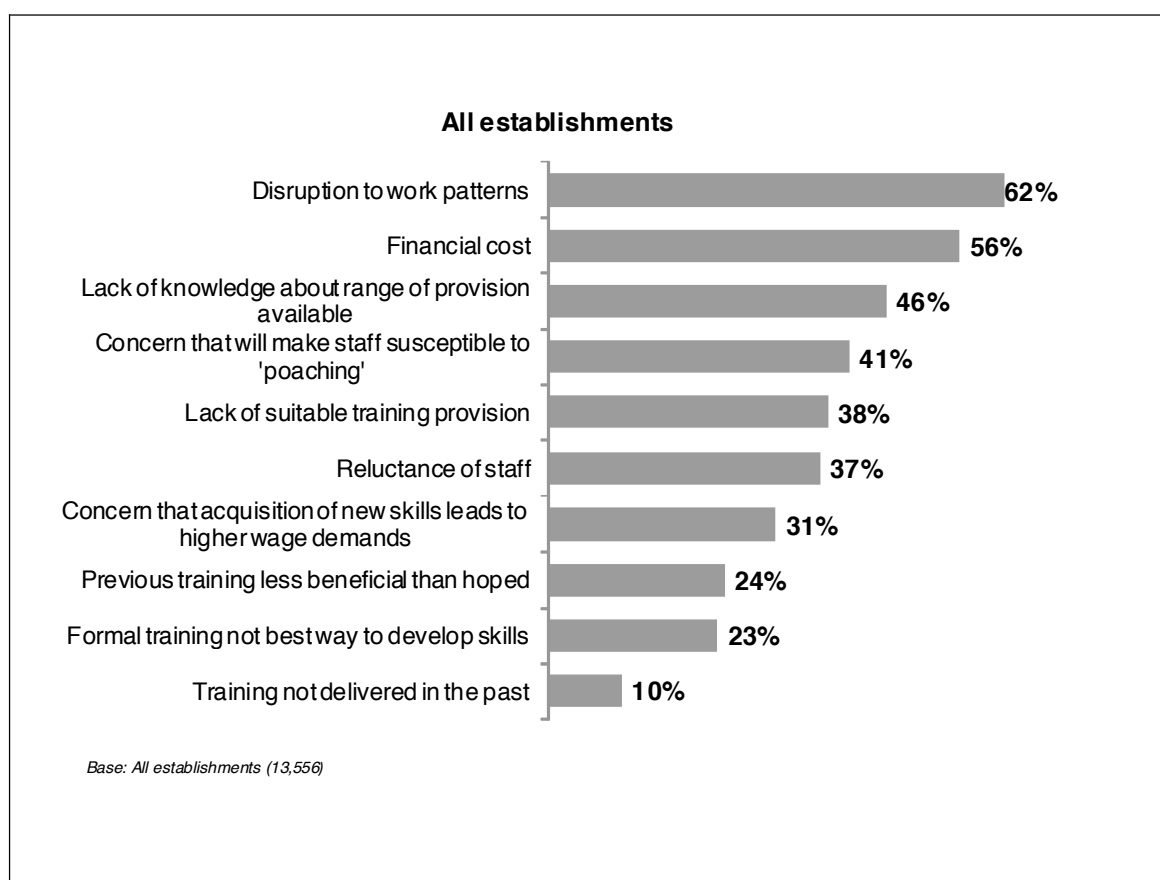 All establishments
Disruption to work patterns
62%
Financial cost
56%
Lack of knowledge about range of provision
available
46%
Concern that will make staff susceptible to
'poaching'
41%
Lack of suitable training provision
38%
Reluctance of staff
37%
Concern that acquisition of new skills leads to
higher wage demands
31%
Previous training less beneficial than hoped
24%
Formal training not best way to develop skills
23%
Training not delivered in the past
10%
Base: All establishments (13,556)